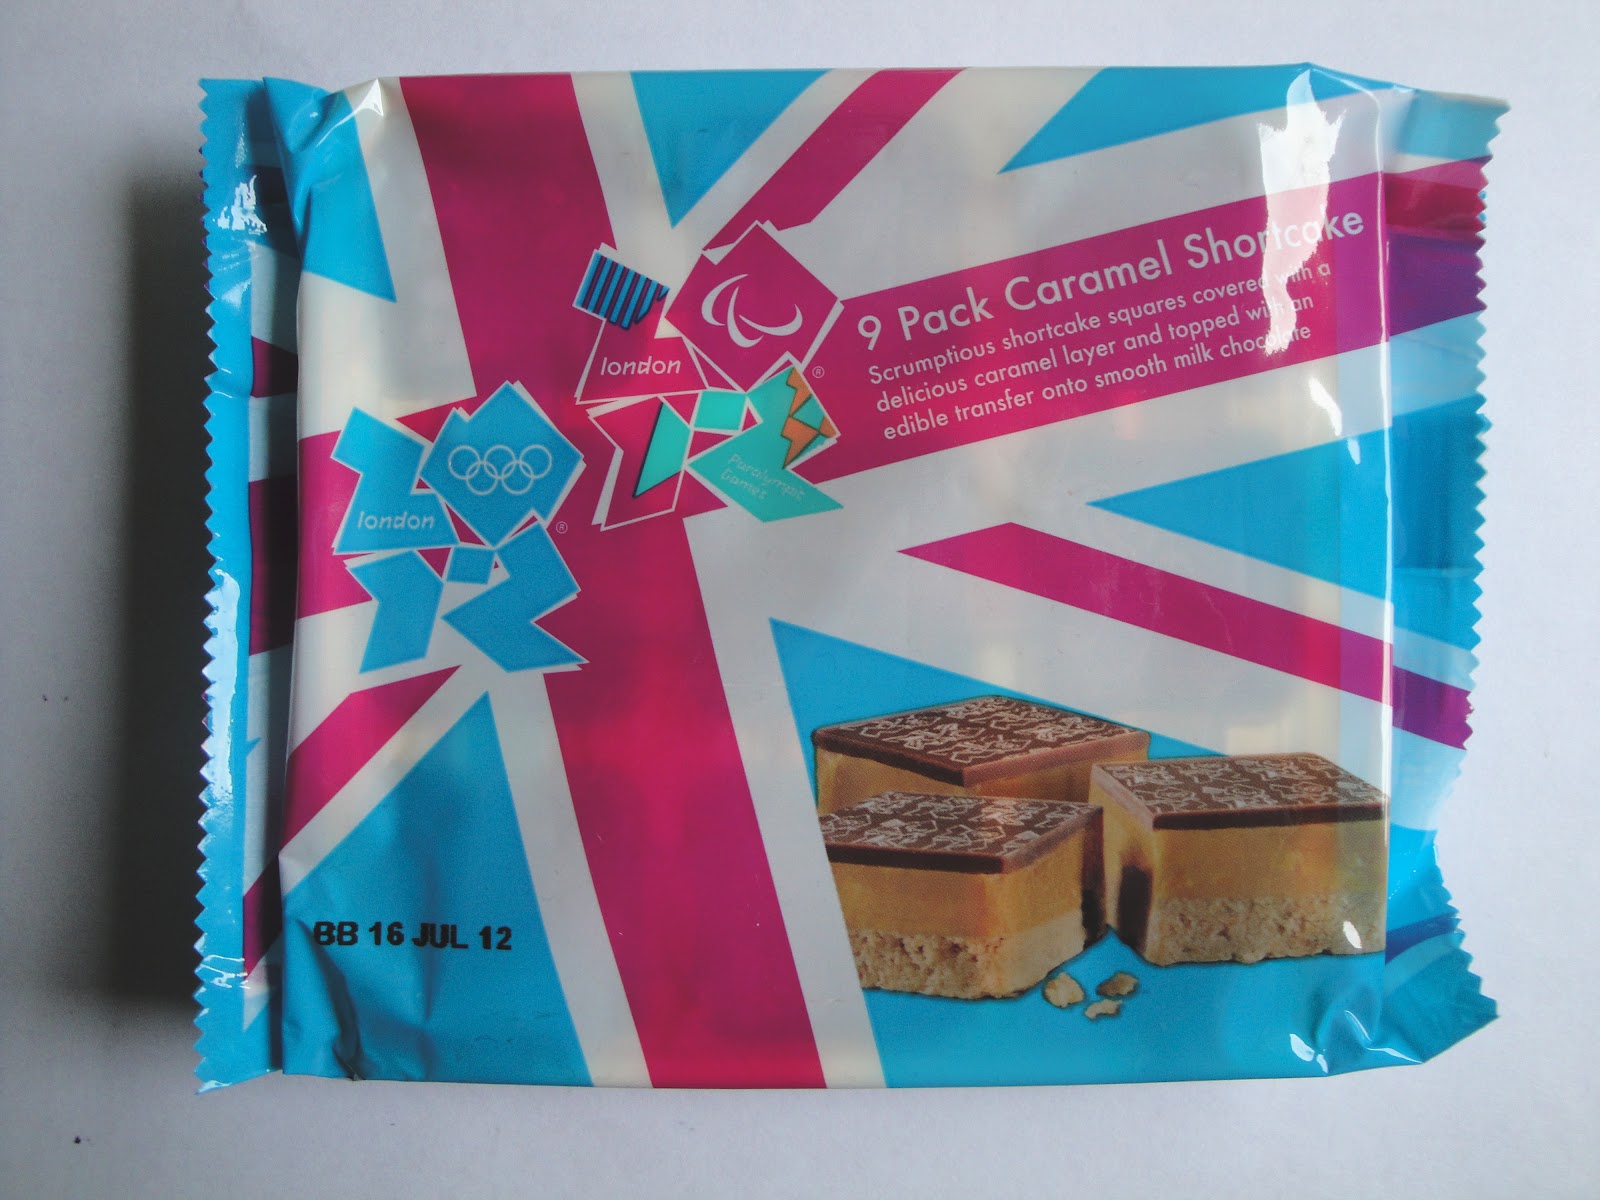 9 Pack Caramel Shortcake
Scrumptious shortcake squares covered with a
delicious caramel layer and topped with an
edible transfer onto smooth milk chocolate
london
®
Paralympic
Games
london
®
BB 16 JUL 12